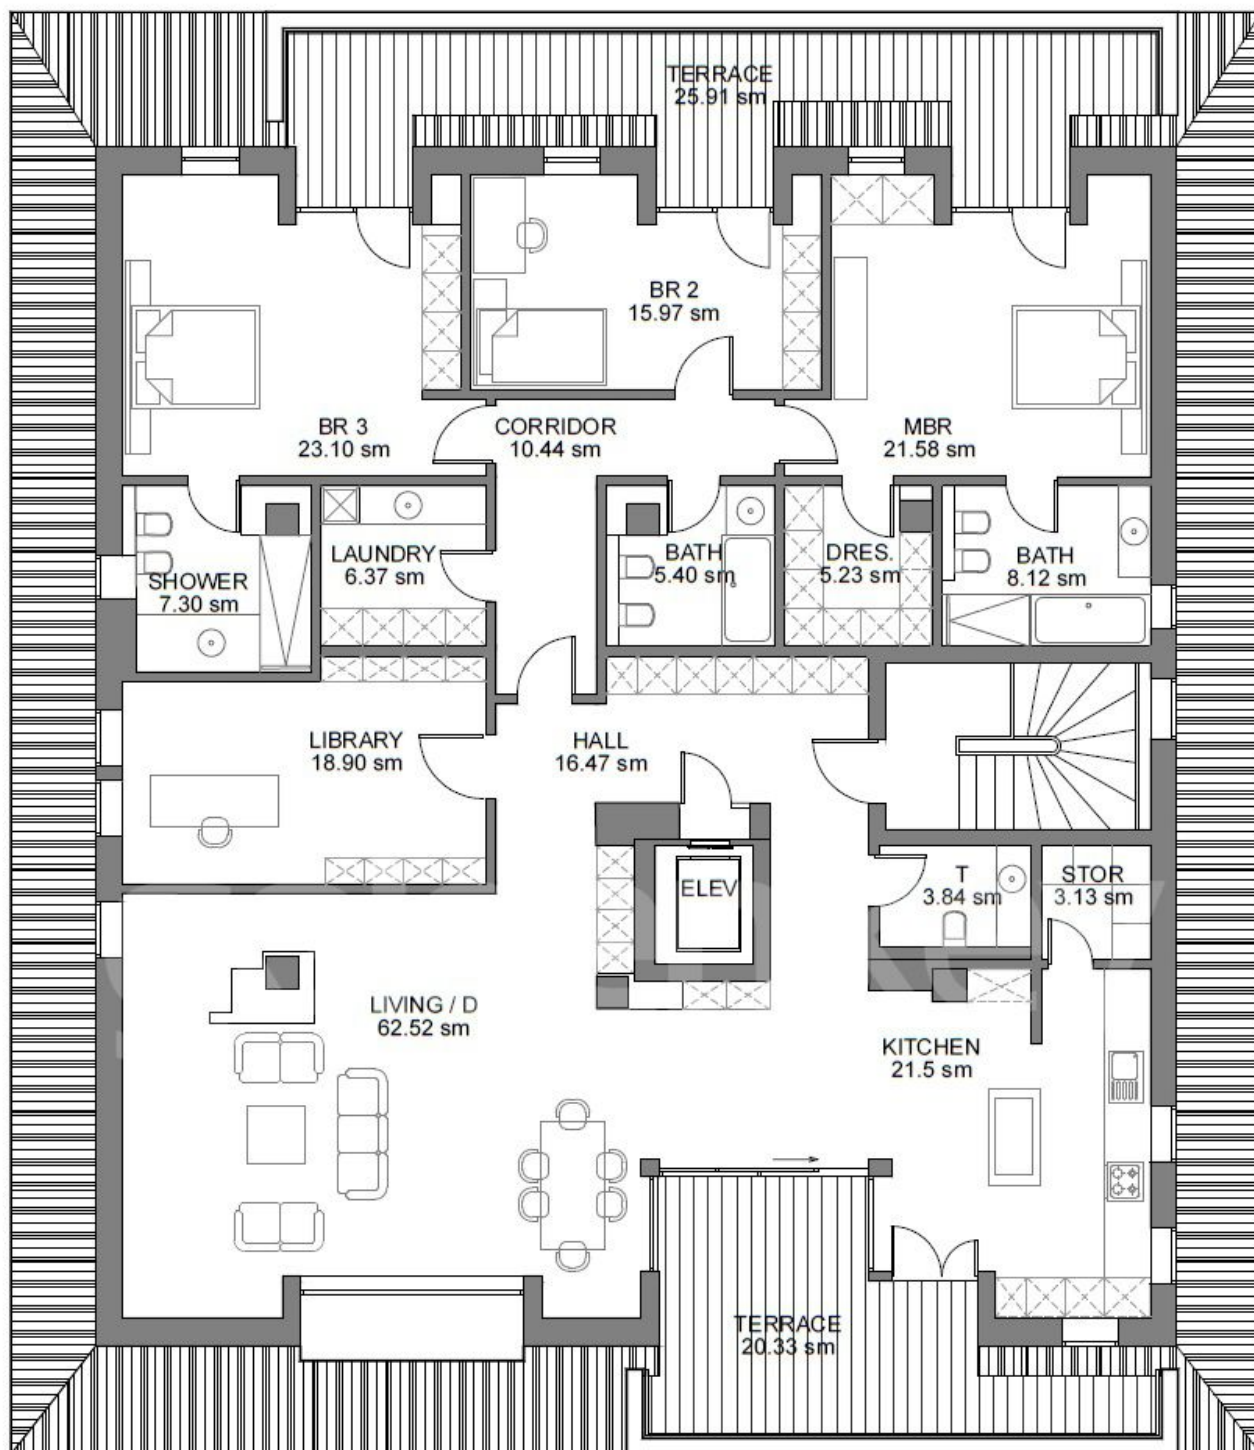 TERRACE
25.91 sm
BR 2
15.97 sm
BR 3
23.10 sm
CORRIDOR
10.44 sm
MBR
21.58 sm
SHOWER
7.30 sm
LAUNDRY
6.37 sm
BATH
5.40 sm
DRES.
5.23 sm
BATH
8.12 sm
LIBRARY
18.90 sm
HALL
16.47 sm
ELEV
T
3.84 sm
STOR
3.13 sm
LIVING / D
62.52 sm
KITCHEN
21.5 sm
TERRACE
20.33 sm